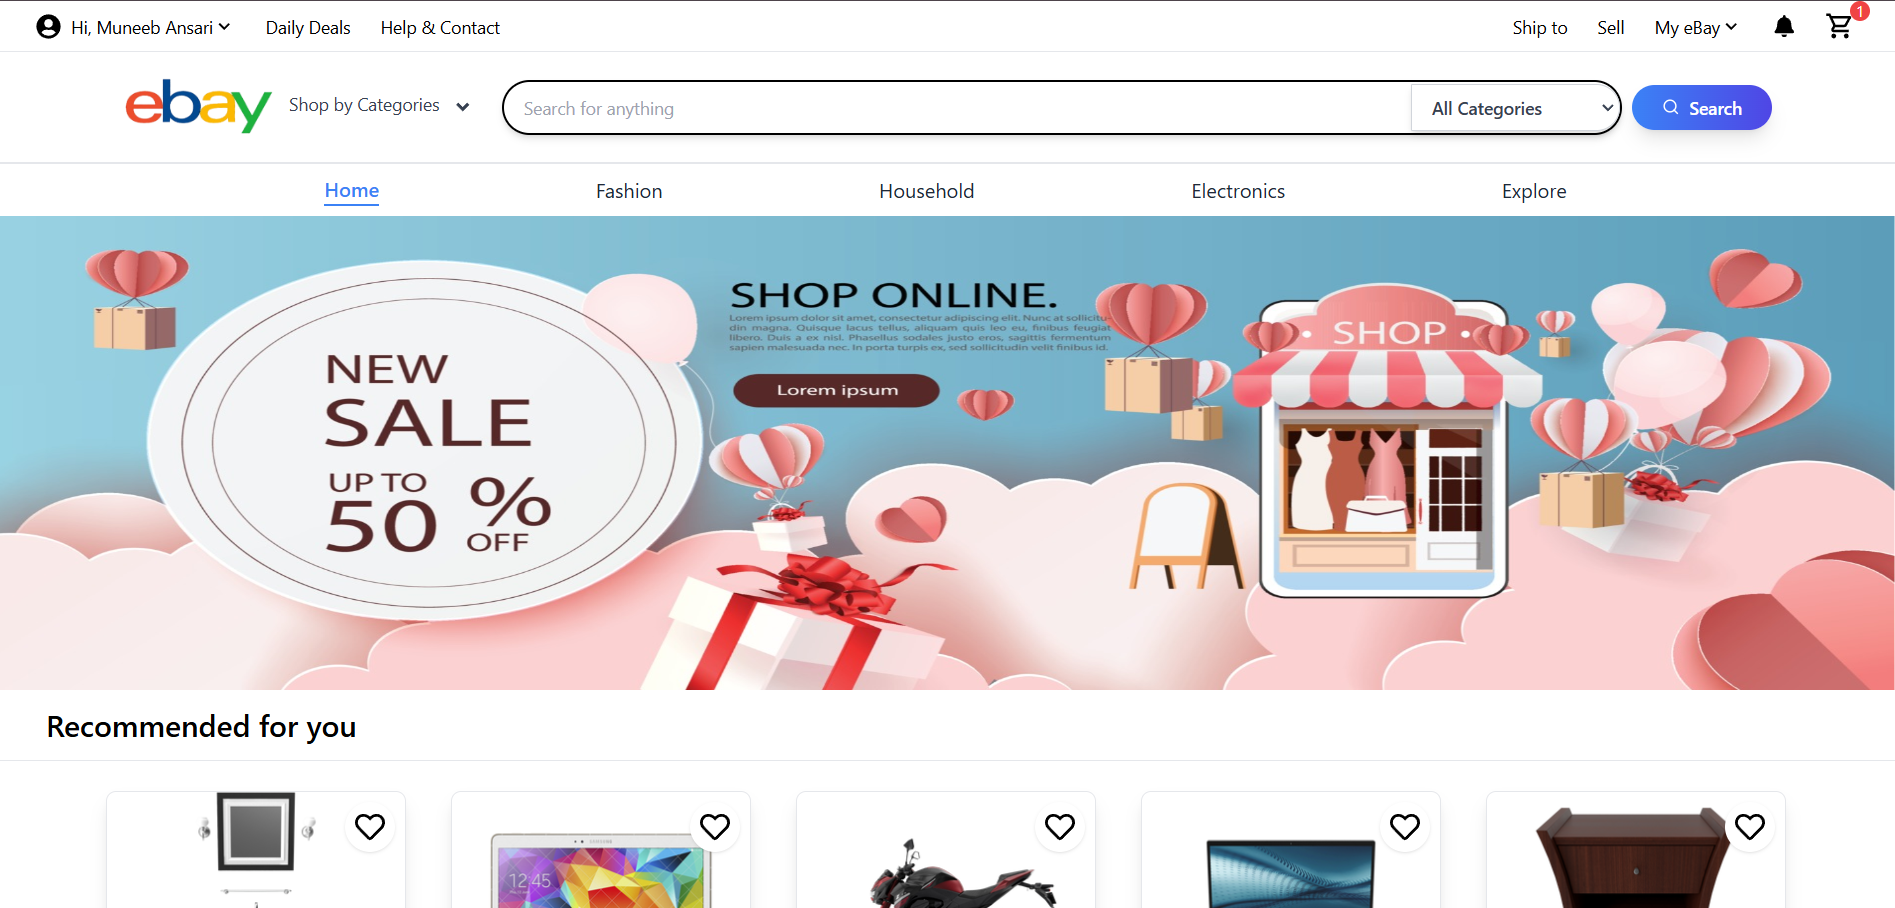 Hi, Muneeb Ansari Daily Deals Help & Contact Ship to Sell My eBay 1
ebay Shop by Categories Search for anything All Categories Search
Home Fashion Household Electronics Explore
NEW
SALE
UP TO
50 %
OFF
SHOP ONLINE.
Lorem ipsum dolor sit amet, consectetur adipiscing elit. Nunc at sollicitu-
din magna. Quisque lacus tellus, aliquam quis leo eu, finibus feugiat
libero. Duis a ex nisl. Phasellus sodales justo eros, sagittis fermentum
sapien malesuada nec. In porta turpis ex, sed sollicitudin velit finibus id.
Lorem ipsum
SHOP
Recommended for you
SAMSUNG
12:45